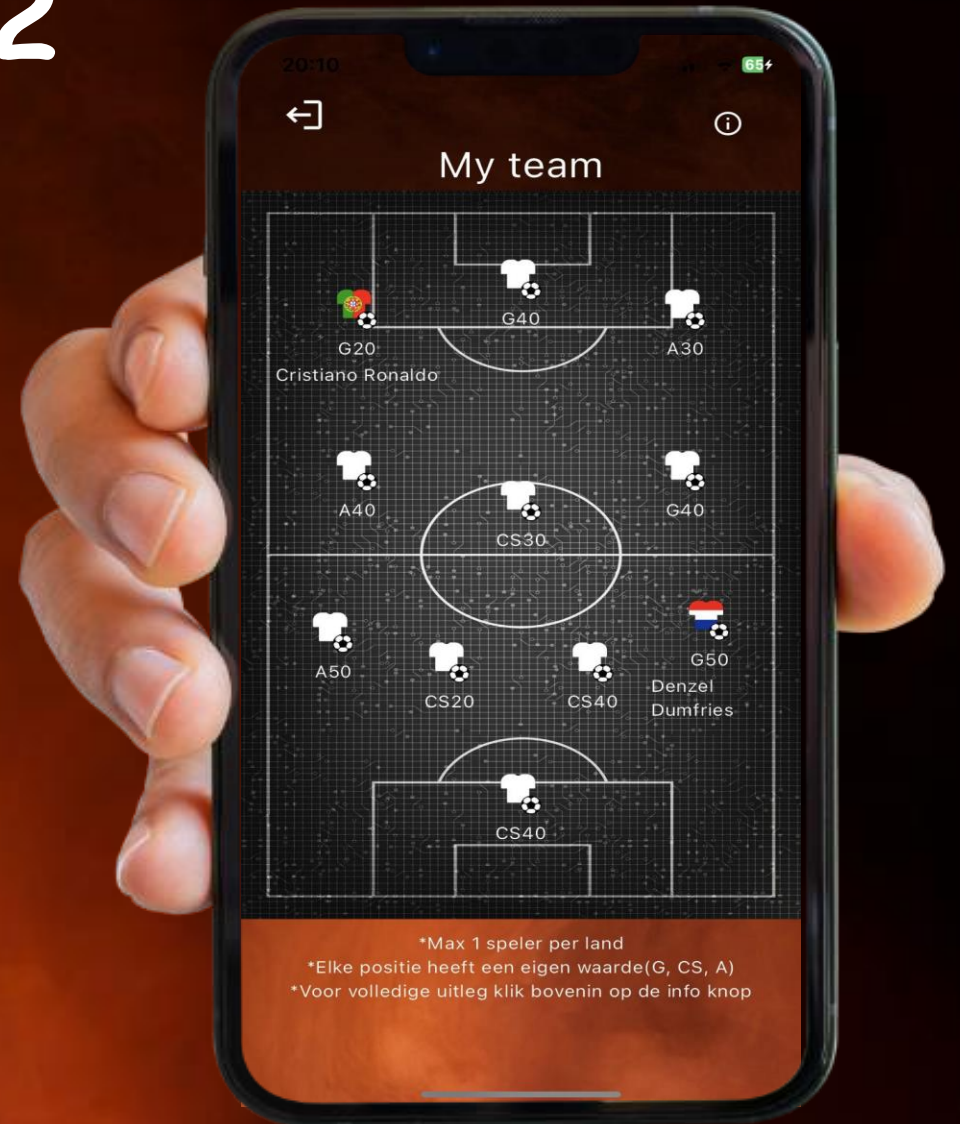 2
20:10
65
My team
G40
G20
A30
Cristiano Ronaldo
A40
G40
CS30
A50
G50
CS20
CS40
Denzel
Dumfries
CS40
*Max 1 speler per land
*Elke positie heeft een eigen waarde(G, CS, A)
*Voor volledige uitleg klik bovenin op de info knop